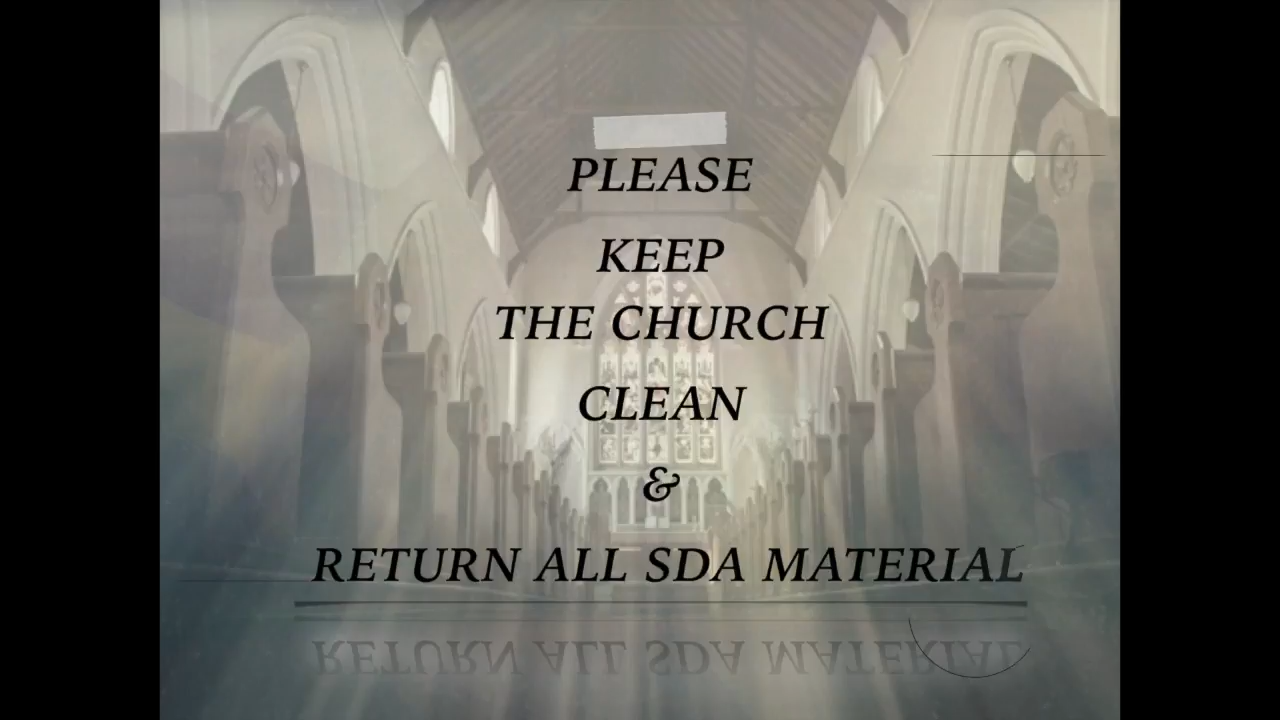 PLEASE
KEEP
THE CHURCH
CLEAN
&
RETURN ALL SDA MATERIAL